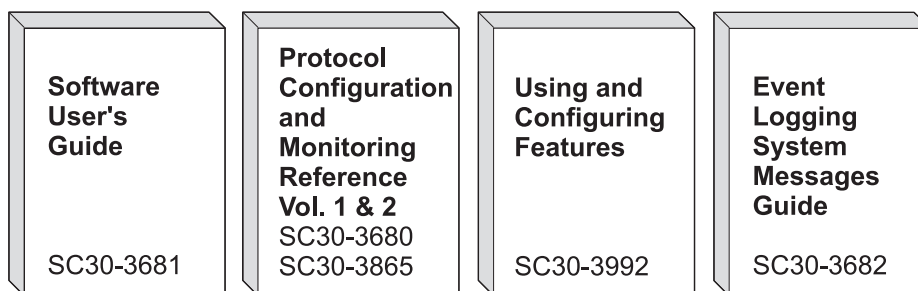 Software
User's
Guide
SC30-3681
Protocol
Configuration
and
Monitoring
Reference
Vol. 1 & 2
SC30-3680
SC30-3865
Using and
Configuring
Features
SC30-3992
Event
Logging
System
Messages
Guide
SC30-3682